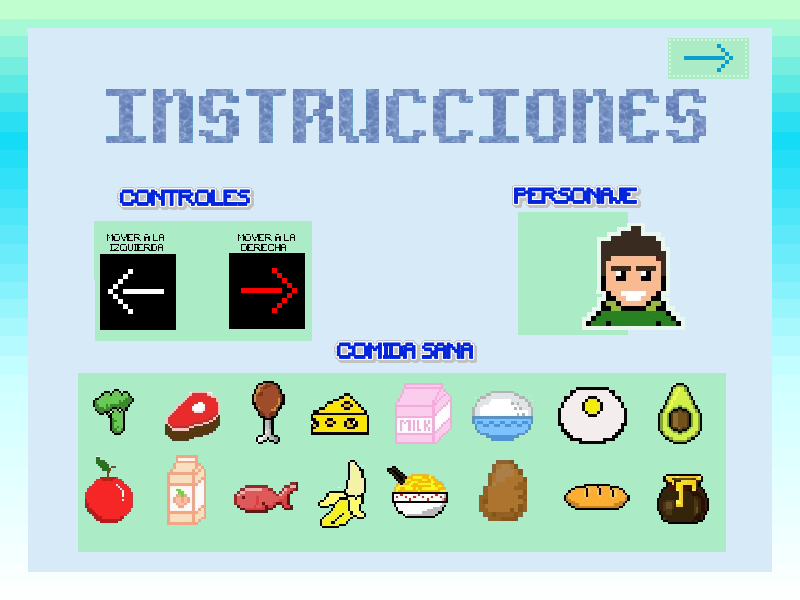 INSTRUCCIONES
CONTROLES
PERSONAJE
MOVER A LA
IZQUIERDA
MOVER A LA
DERECHA
COMIDA SANA
MILK